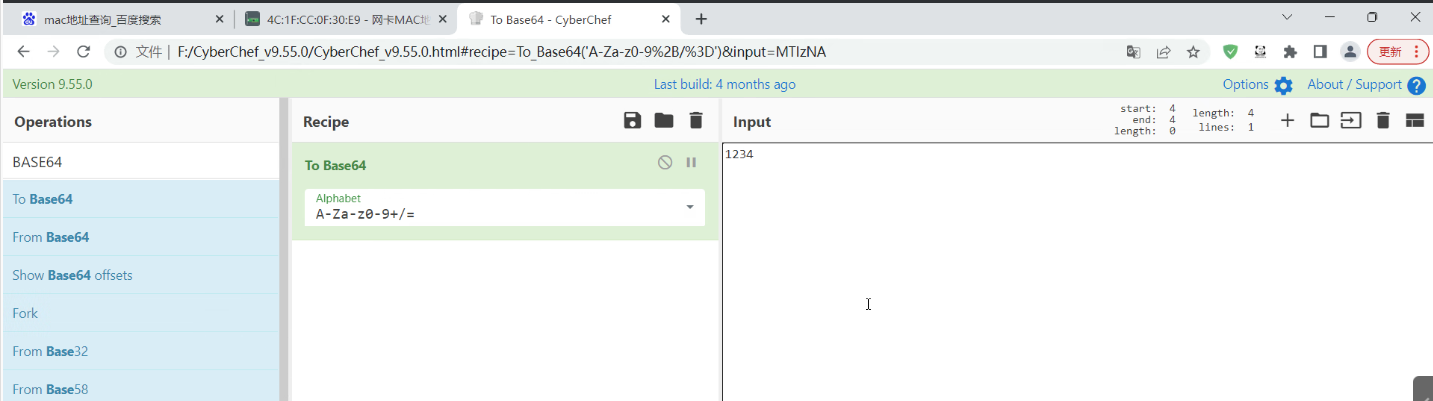 mac地址查询_百度搜索
4C:1F:CC:0F:30:E9 - 网卡MAC地
To Base64 - CyberChef
文件 | F:/CyberChef_v9.55.0/CyberChef_v9.55.0.html#recipe=To_Base64('A-Za-z0-9%2B/%3D')&input=MTIzNA
更新
Version 9.55.0
Last build: 4 months ago
Options
About / Support
Operations
BASE64
To Base64
From Base64
Show Base64 offsets
Fork
From Base32
From Base58
Recipe
To Base64
Alphabet
A-Za-z0-9+/=
Input
start: 4
end: 4
length: 0
length: 4
lines: 1
1234